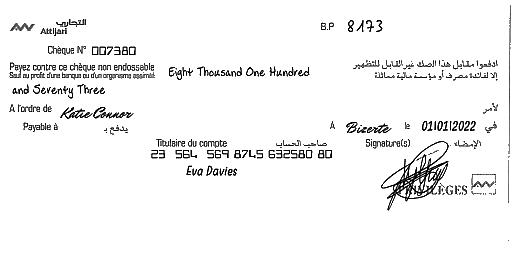 التجاري
Attijari
B.P 8173
Chèque N° 007380
Payez contre ce chèque non endossable
Sauf au profit d'une banque ou d'un organisme assimilé
Eight Thousand One Hundred
ادفعوا مقابل هذا الصك غير القابل للتظهير
إلا لفائدة مصرف أو مؤسسة مالية مماثلة
and Seventy Three
A l'ordre de Katie Connor لأمر
Payable à يدفع بـ
A Bizerte le 01/01/2022 في
Titulaire du compte صاحب الحساب
Signature(s) الإمضاء
23 564 569 8745 632580 80
Eva Davies